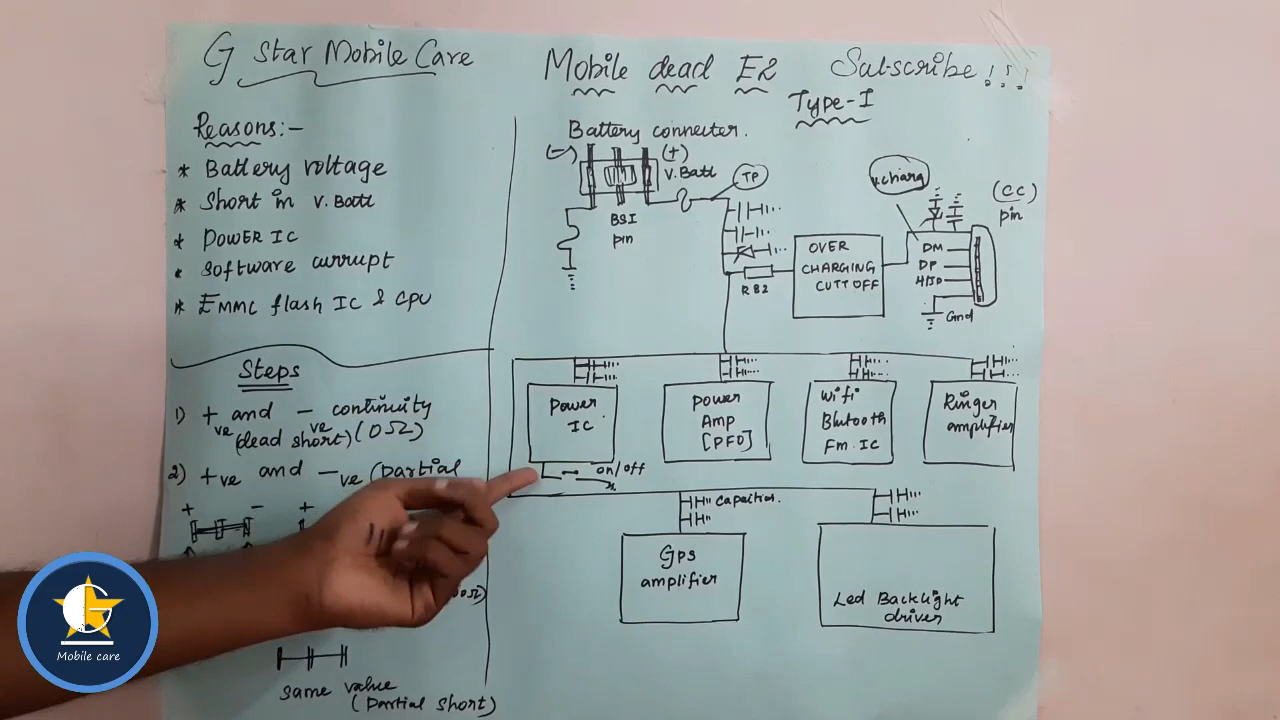 G Star Mobile Care
Mobile dead E2
Subscribe!!!
Type-I
Reasons:-
* Battery voltage
* Short in V.Batt
* Power IC
* Software currupt
* EMMC flash IC & CPU
Steps
1) +ve and -ve continuity
(dead short) (0Ω)
2) +ve and -ve (Partial
+ -
+
same value
(Partial short)
Battery connecter.
(-) (+)
V.Batt
BSI
pin
TP
R82
OVER
CHARGING
CUTT OFF
V.charg
(CC)
pin
DM
DP
Gnd
Power
IC
on/off
Power
Amp
[PFO]
Wifi
Blutooth
Fm. IC
Ringer
amplifier
capacitor.
Gps
amplifier
Led Backlight
driver
G
Mobile care